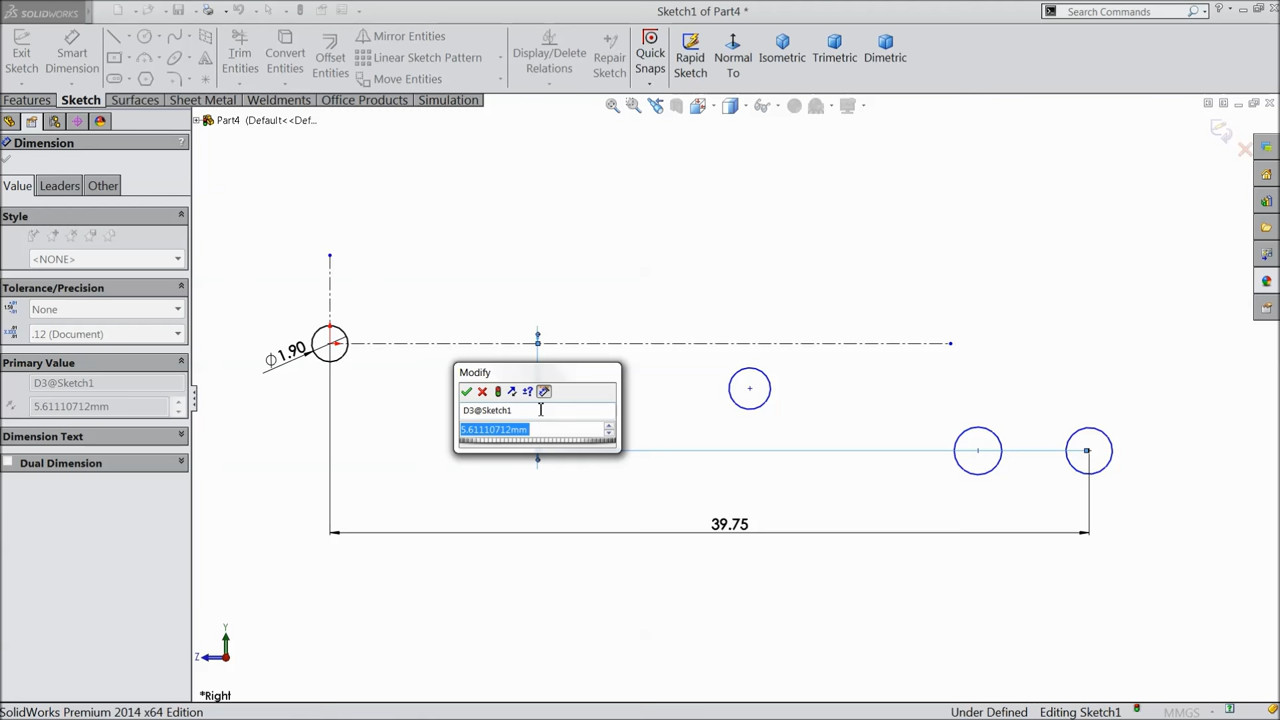 SOLIDWORKS
Sketch1 of Part4 *
Search Commands
?
Exit Sketch
Smart Dimension
Trim Entities
Convert Entities
Offset Entities
Mirror Entities
Linear Sketch Pattern
Move Entities
Display/Delete Relations
Repair Sketch
Quick Snaps
Rapid Sketch
Normal To
Isometric
Trimetric
Dimetric
Features
Sketch
Surfaces
Sheet Metal
Weldments
Office Products
Simulation
Part4 (Default<<Def...
Dimension
?
Value
Leaders
Other
Style
<NONE>
Tolerance/Precision
None
.12 (Document)
Primary Value
D3@Sketch1
5.61110712mm
Dimension Text
Dual Dimension
Ø1.90
Modify
D3@Sketch1
5.61110712mm
39.75
Y
Z
*Right
SolidWorks Premium 2014 x64 Edition
Under Defined
Editing Sketch1
MMGS